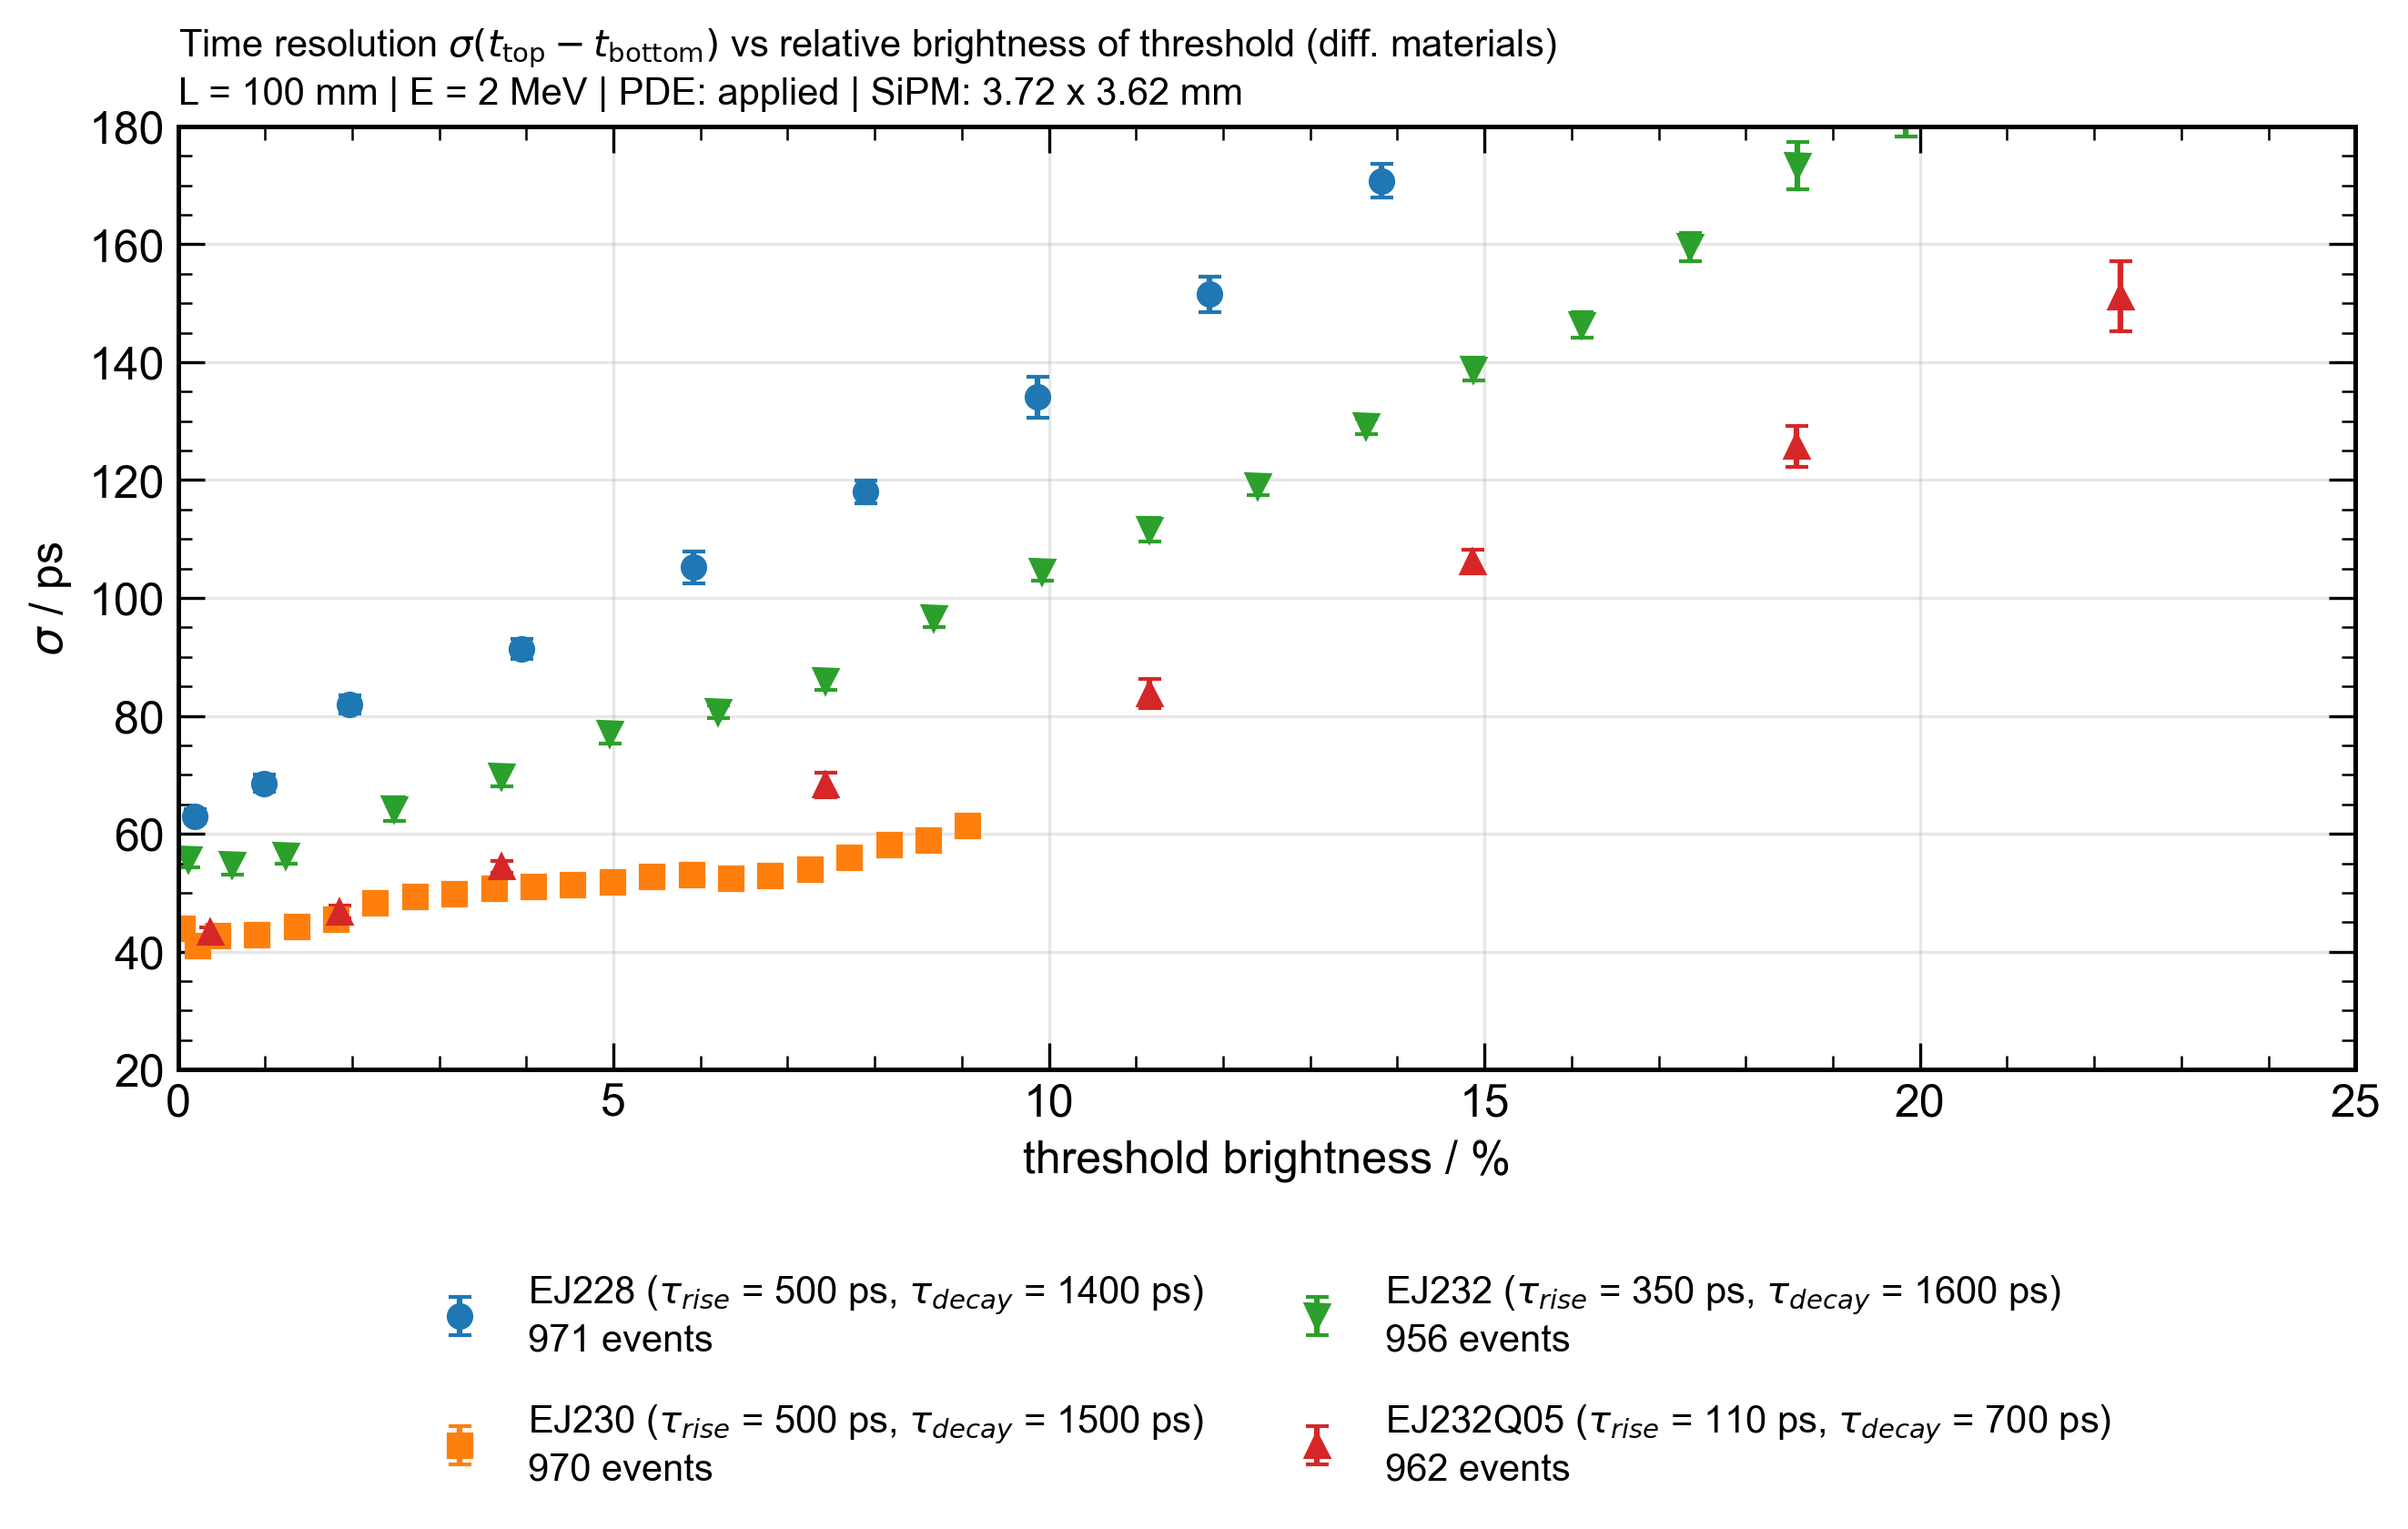 Time resolution σ(t_top − t_bottom) vs relative brightness of threshold (diff. materials)
L = 100 mm | E = 2 MeV | PDE: applied | SiPM: 3.72 x 3.62 mm
180
160
140
120
100
80
60
40
20
σ / ps
0 5 10 15 20 25
threshold brightness / %
EJ228 (τ_rise = 500 ps, τ_decay = 1400 ps)
971 events
EJ230 (τ_rise = 500 ps, τ_decay = 1500 ps)
970 events
EJ232 (τ_rise = 350 ps, τ_decay = 1600 ps)
956 events
EJ232Q05 (τ_rise = 110 ps, τ_decay = 700 ps)
962 events